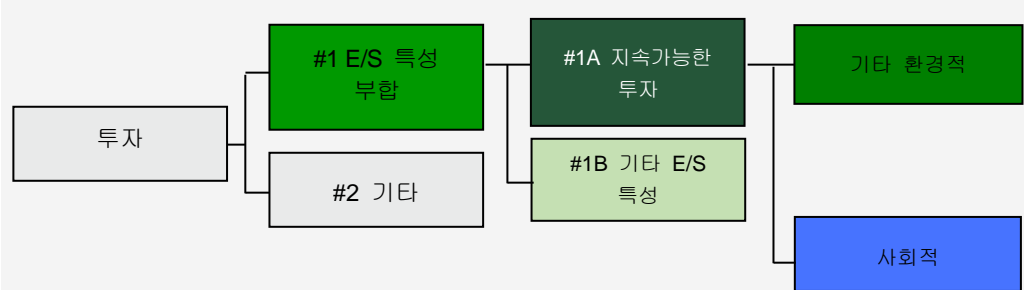 투자
#1 E/S 특성
부합
#2 기타
#1A 지속가능한
투자
#1B 기타 E/S
특성
기타 환경적
사회적